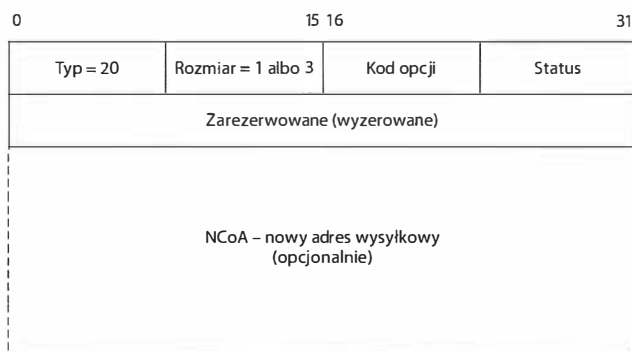 0 15 16 31
Typ = 20 Rozmiar = 1 albo 3 Kod opcji Status
Zarezerwowane (wyzerowane)
NCoA – nowy adres wysyłkowy
(opcjonalnie)